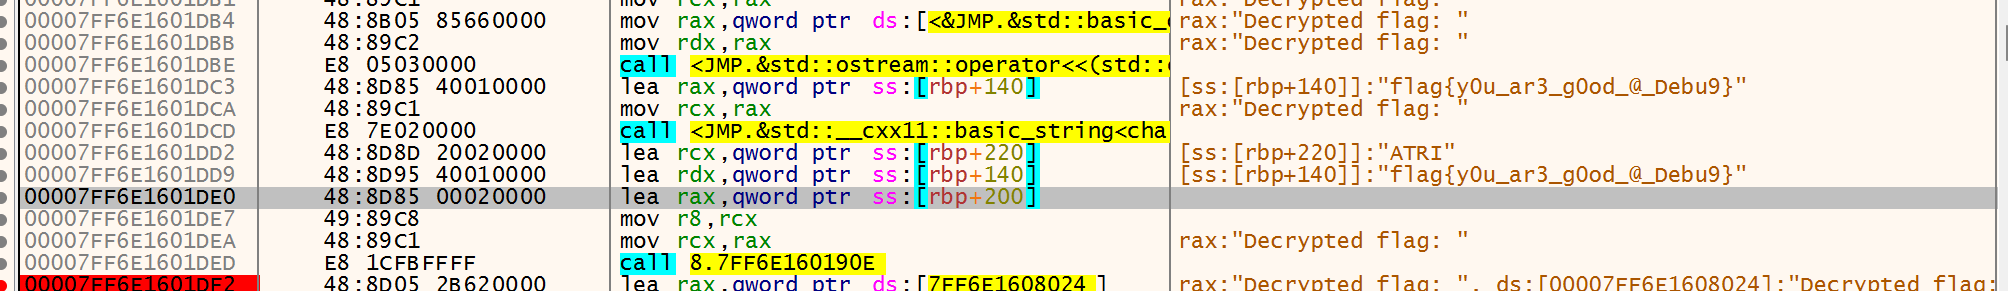 00007FF6E1601DB1 48:89C1 mov rcx,rax rax:"Decrypted flag: "
00007FF6E1601DB4 48:8B05 85660000 mov rax,qword ptr ds:[<&JMP.&std::basic_ rax:"Decrypted flag: "
00007FF6E1601DBB 48:89C2 mov rdx,rax rax:"Decrypted flag: "
00007FF6E1601DBE E8 05030000 call <JMP.&std::ostream::operator<<(std::
00007FF6E1601DC3 48:8D85 40010000 lea rax,qword ptr ss:[rbp+140] [ss:[rbp+140]]:"flag{y0u_ar3_g0od_@_Debu9}"
00007FF6E1601DCA 48:89C1 mov rcx,rax rax:"Decrypted flag: "
00007FF6E1601DCD E8 7E020000 call <JMP.&std::__cxx11::basic_string<cha
00007FF6E1601DD2 48:8D8D 20020000 lea rcx,qword ptr ss:[rbp+220] [ss:[rbp+220]]:"ATRI"
00007FF6E1601DD9 48:8D95 40010000 lea rdx,qword ptr ss:[rbp+140] [ss:[rbp+140]]:"flag{y0u_ar3_g0od_@_Debu9}"
00007FF6E1601DE0 48:8D85 00020000 lea rax,qword ptr ss:[rbp+200]
00007FF6E1601DE7 49:89C8 mov r8,rcx
00007FF6E1601DEA 48:89C1 mov rcx,rax rax:"Decrypted flag: "
00007FF6E1601DED E8 1CFBFFFF call 8.7FF6E160190E
00007FF6E1601DF2 48:8D05 2B620000 lea rax,qword ptr ds:[7FF6E1608024] rax:"Decrypted flag: ", ds:[00007FF6E1608024]:"Decrypted flag: